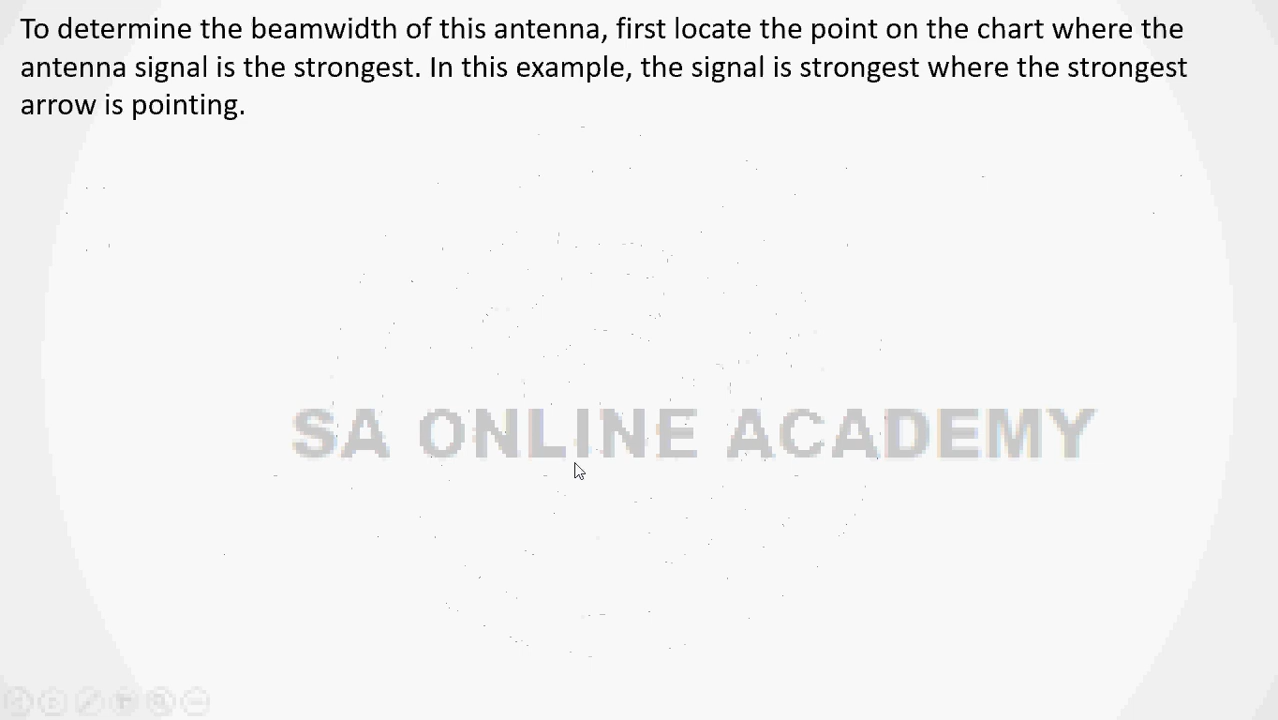 To determine the beamwidth of this antenna, first locate the point on the chart where the
antenna signal is the strongest. In this example, the signal is strongest where the strongest
arrow is pointing.
SA ONLINE ACADEMY